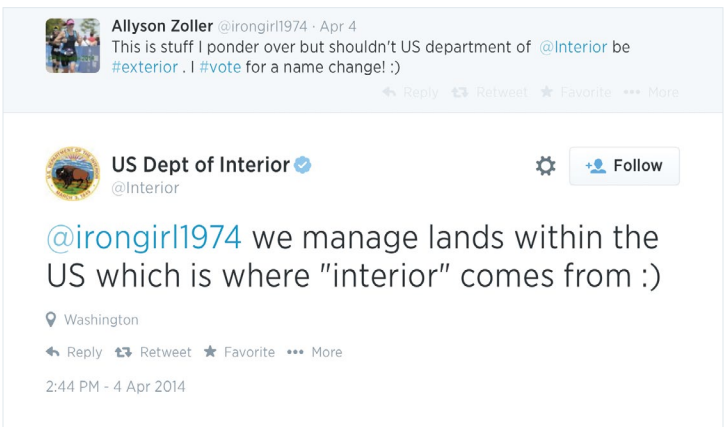 Allyson Zoller @irongirl1974 · Apr 4
This is stuff I ponder over but shouldn't US department of @Interior be
#exterior . I #vote for a name change! :)
Reply Retweet Favorite More
US Dept of Interior
@Interior
Follow
@irongirl1974 we manage lands within the
US which is where "interior" comes from :)
Washington
Reply Retweet Favorite More
2:44 PM - 4 Apr 2014